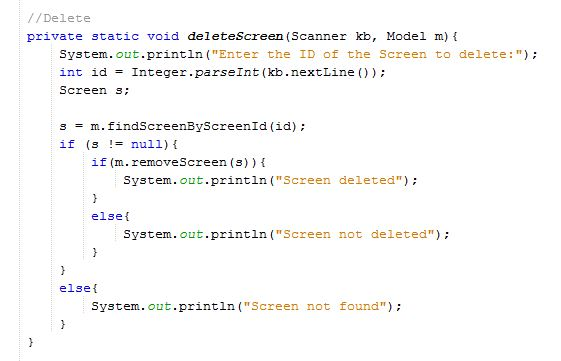 //Delete
private static void deleteScreen(Scanner kb, Model m){
    System.out.println("Enter the ID of the Screen to delete:");
    int id = Integer.parseInt(kb.nextLine());
    Screen s;

    s = m.findScreenByScreenId(id);
    if (s != null){
        if(m.removeScreen(s)){
            System.out.println("Screen deleted");
        }
        else{
            System.out.println("Screen not deleted");
        }
    }
    else{
        System.out.println("Screen not found");
    }
}